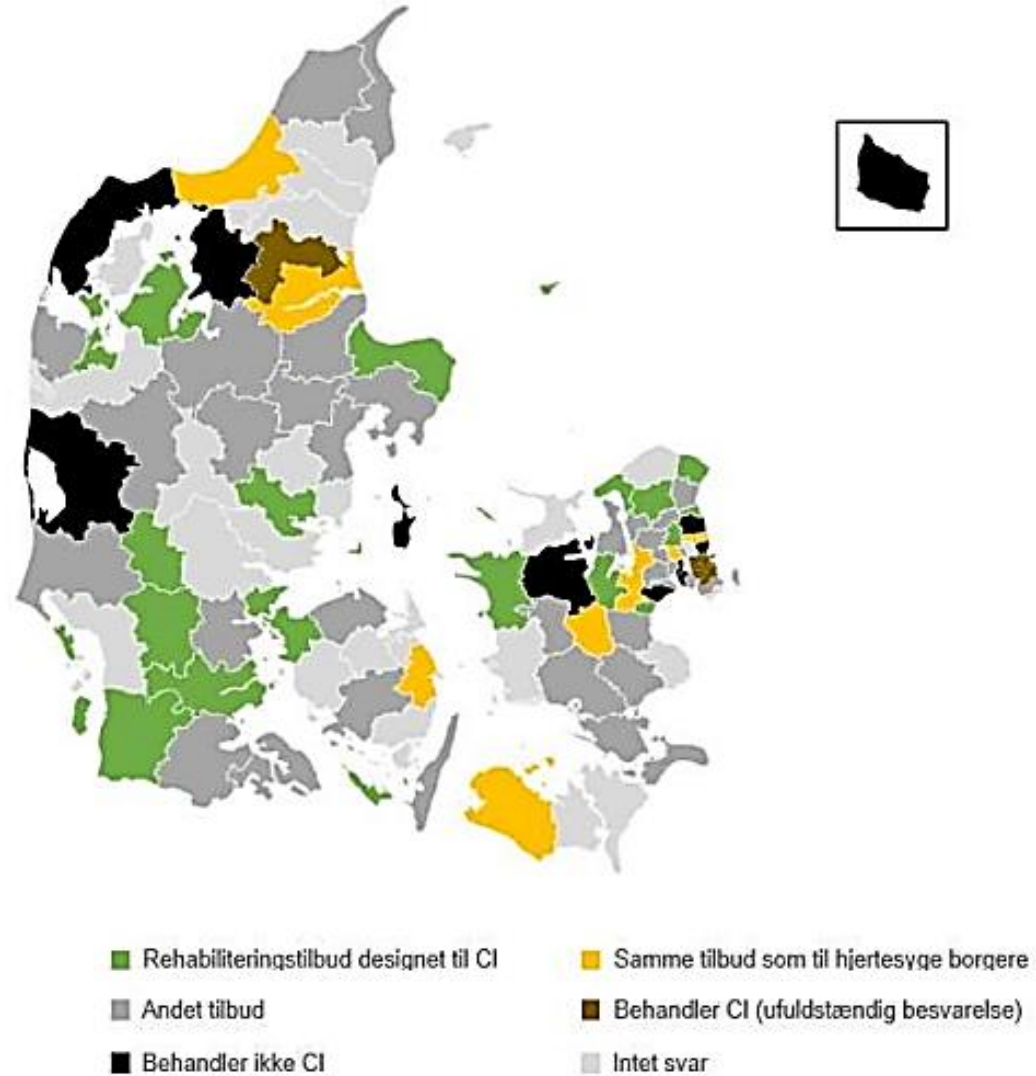 Rehabiliteringstilbud designet til CI
Samme tilbud som til hjertesyge borgere
Andet tilbud
Behandler CI (ufuldstændig besvarelse)
Behandler ikke CI
Intet svar